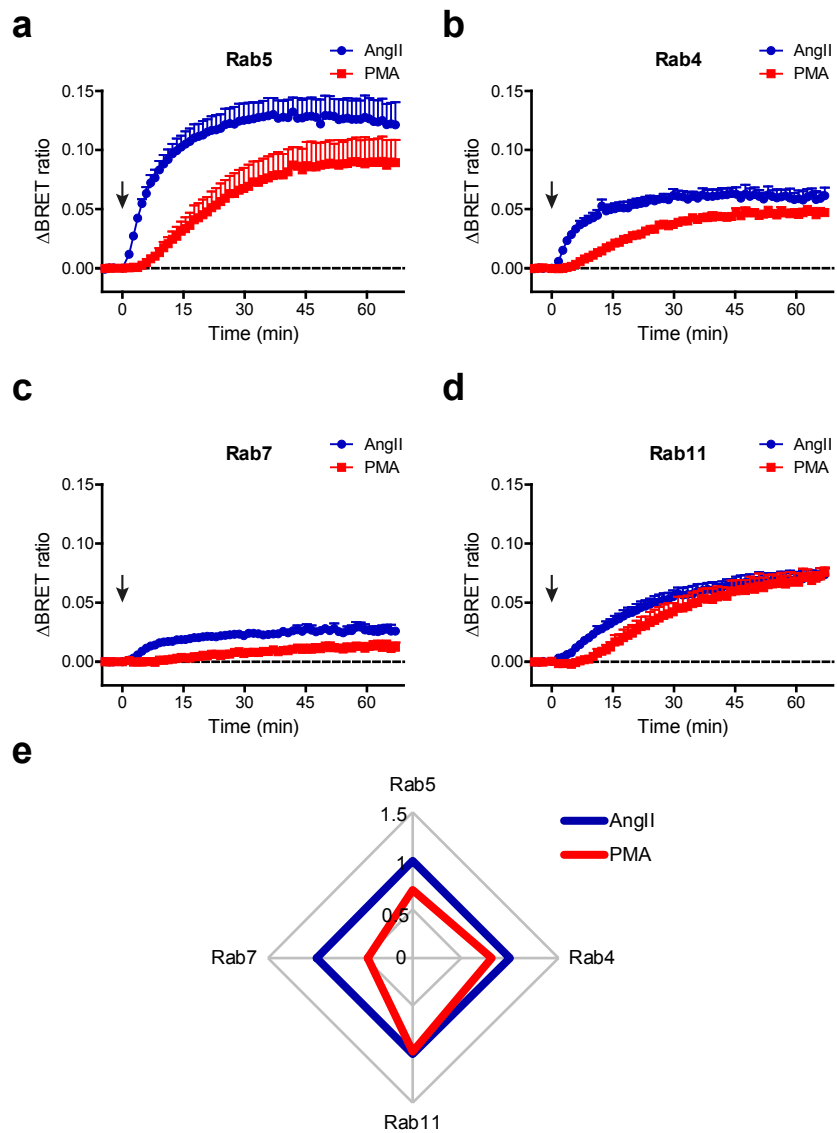 a
Rab5
AngII
PMA
ΔBRET ratio
0.15
0.10
0.05
0.00
0 15 30 45 60
Time (min)
b
Rab4
AngII
PMA
ΔBRET ratio
0.15
0.10
0.05
0.00
0 15 30 45 60
Time (min)
c
Rab7
AngII
PMA
ΔBRET ratio
0.15
0.10
0.05
0.00
0 15 30 45 60
Time (min)
d
Rab11
AngII
PMA
ΔBRET ratio
0.15
0.10
0.05
0.00
0 15 30 45 60
Time (min)
e
Rab5
1.5
1
0.5
0
Rab7
Rab4
Rab11
AngII
PMA